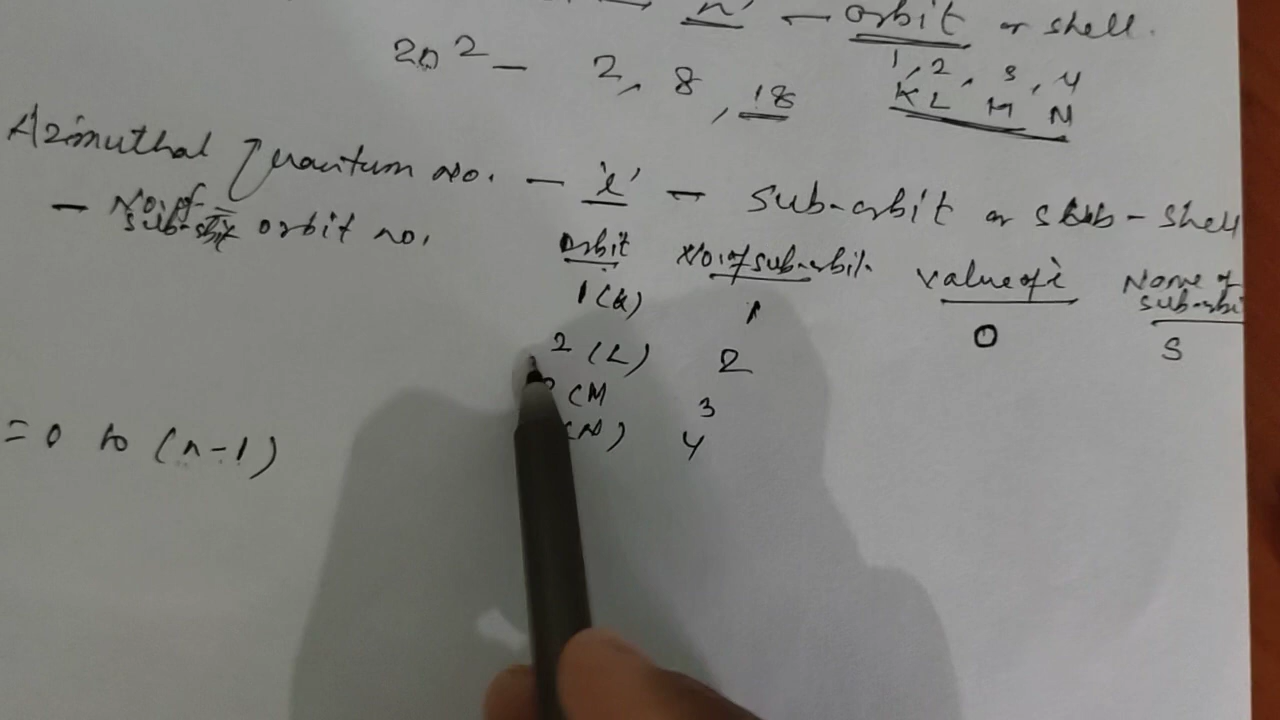 'n' — orbit or shell.
2n² — 2, 8, 18
1, 2, 3, 4
K L M N
Azimuthal Quantum no. — 'l' — sub-orbit or sub-shell
— No. of sub-orbit = orbit no.
orbit No. of sub-orbit. value of l Name of sub-orbi
1 (K) 1 0 S
2 (L) 2
(M 3
(N) 4
= 0 to (n-1)